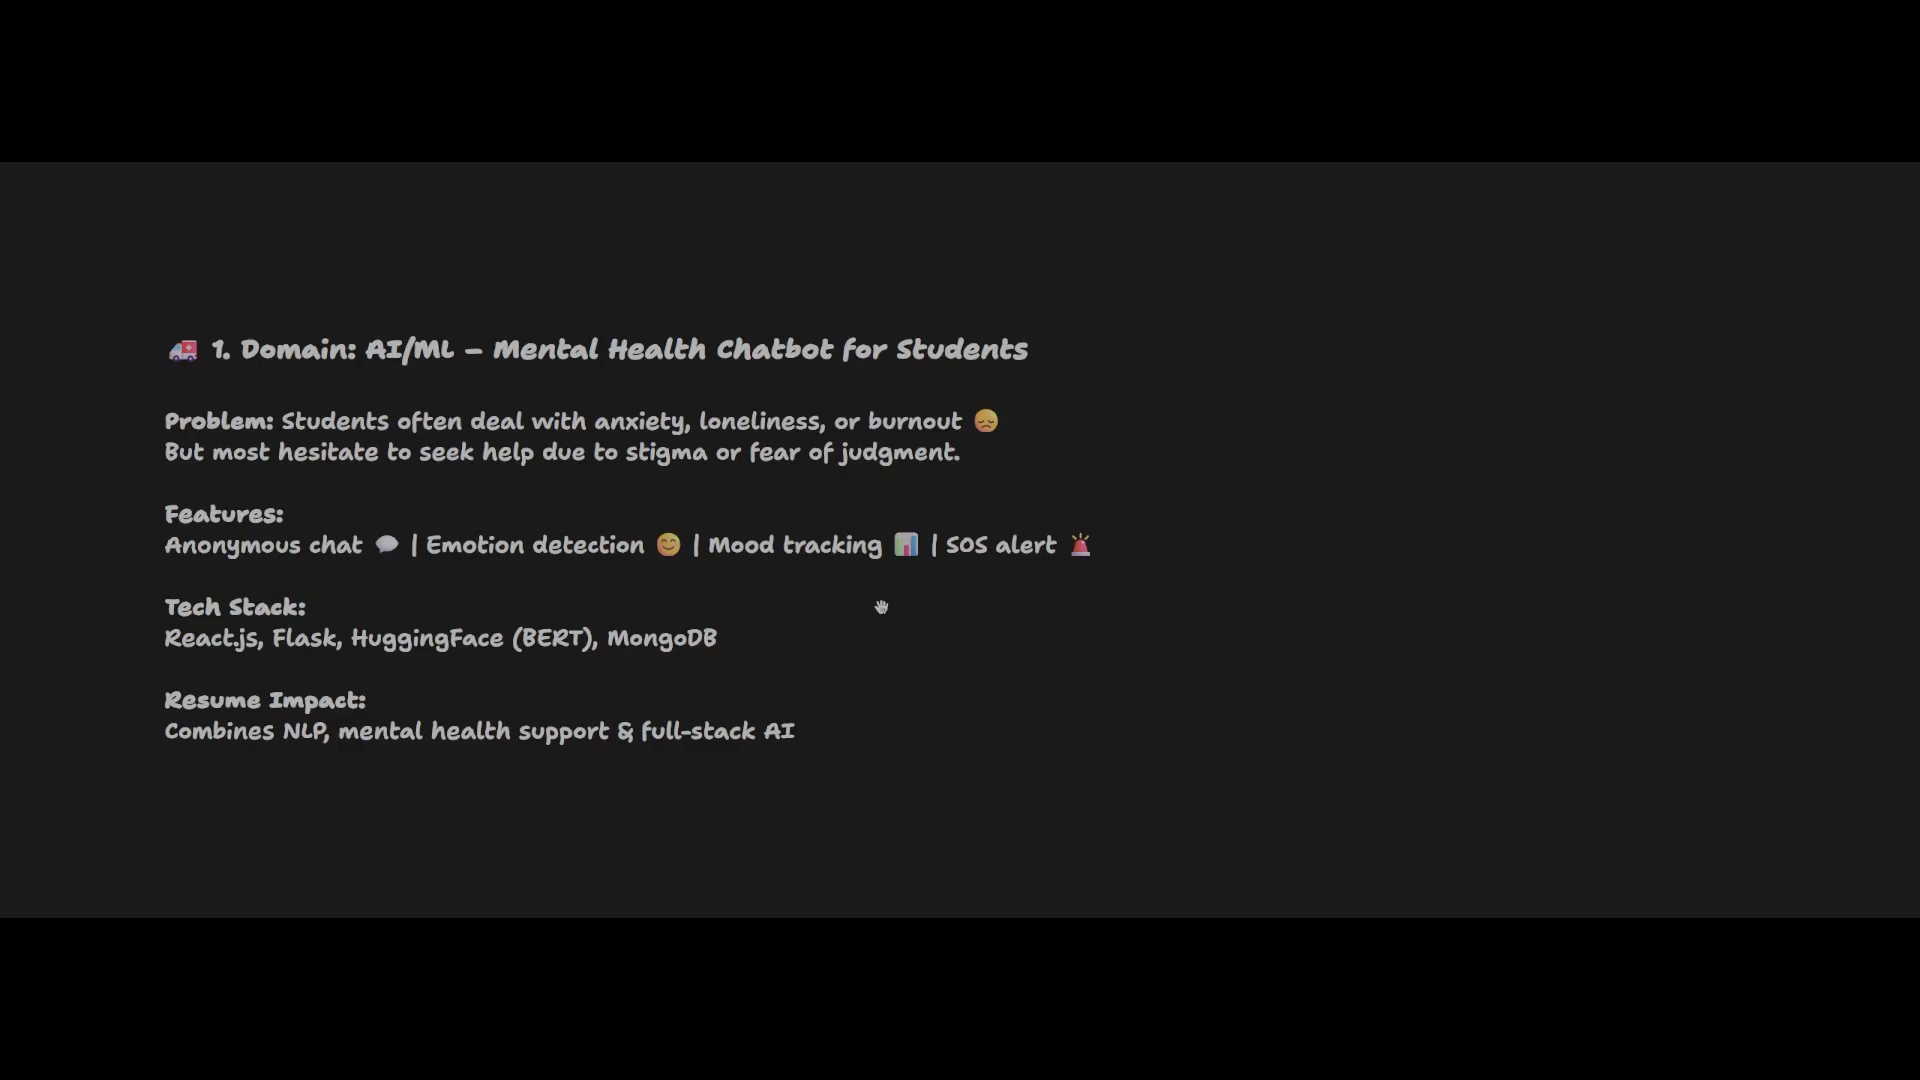 🚑 1. Domain: AI/ML – Mental Health Chatbot for Students
Problem: Students often deal with anxiety, loneliness, or burnout 😞
But most hesitate to seek help due to stigma or fear of judgment.
Features:
Anonymous chat 💬 | Emotion detection 😊 | Mood tracking 📊 | SOS alert 🚨
Tech Stack:
React.js, Flask, HuggingFace (BERT), MongoDB
Resume Impact:
Combines NLP, mental health support & full-stack AI